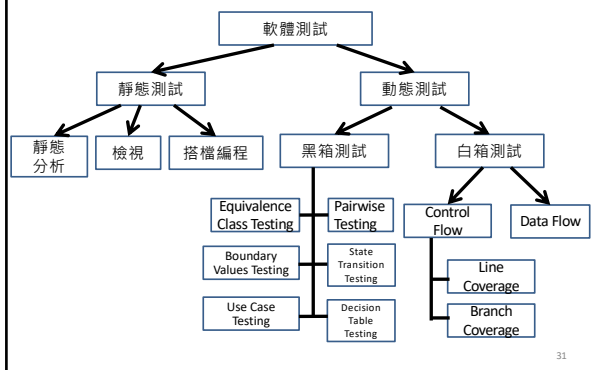 軟體測試
靜態測試
動態測試
靜態
分析
檢視
搭檔編程
黑箱測試
白箱測試
Equivalence
Class Testing
Pairwise
Testing
Control
Flow
Data Flow
Boundary
Values Testing
State
Transition
Testing
Line
Coverage
Use Case
Testing
Decision
Table
Testing
Branch
Coverage
31